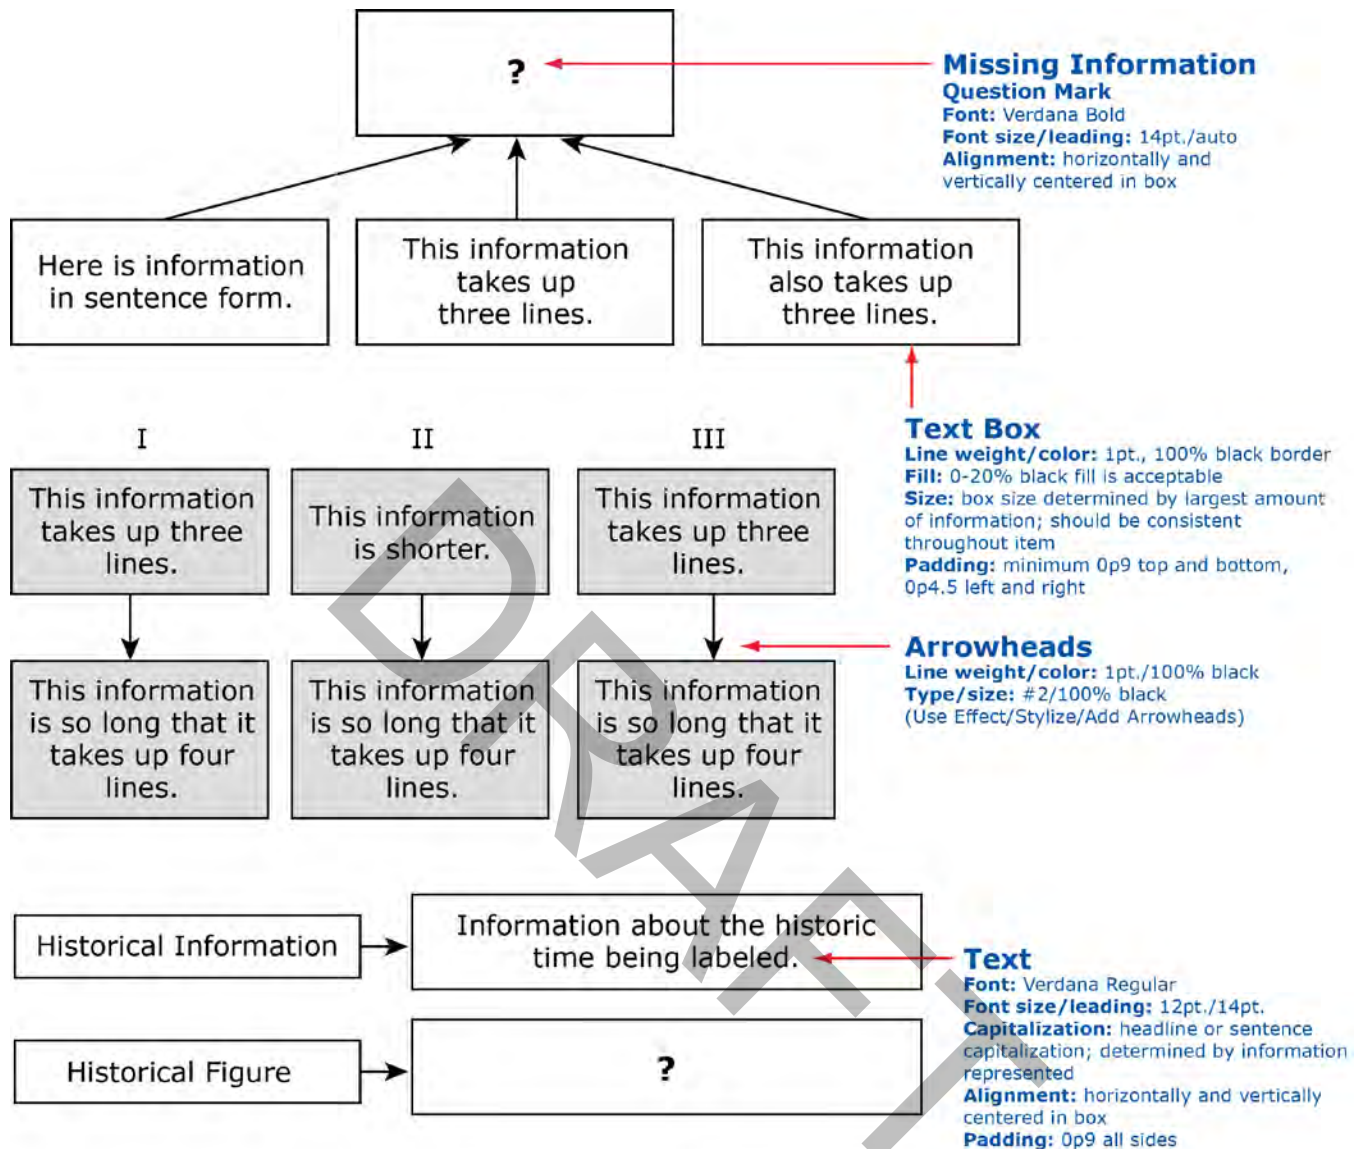 ?
Missing Information
Question Mark
Font: Verdana Bold
Font size/leading: 14pt./auto
Alignment: horizontally and
vertically centered in box
Here is information
in sentence form.
This information
takes up
three lines.
This information
also takes up
three lines.
Text Box
Line weight/color: 1pt., 100% black border
Fill: 0-20% black fill is acceptable
Size: box size determined by largest amount
of information; should be consistent
throughout item
Padding: minimum 0p9 top and bottom,
0p4.5 left and right
I
II
III
This information
takes up three
lines.
This information
is shorter.
This information
takes up three
lines.
Arrowheads
Line weight/color: 1pt./100% black
Type/size: #2/100% black
(Use Effect/Stylize/Add Arrowheads)
This information
is so long that it
takes up four
lines.
This information
is so long that it
takes up four
lines.
This information
is so long that it
takes up four
lines.
Historical Information
Information about the historic
time being labeled.
Text
Font: Verdana Regular
Font size/leading: 12pt./14pt.
Capitalization: headline or sentence
capitalization; determined by information
represented
Alignment: horizontally and vertically
centered in box
Padding: 0p9 all sides
Historical Figure
?
DRAFT